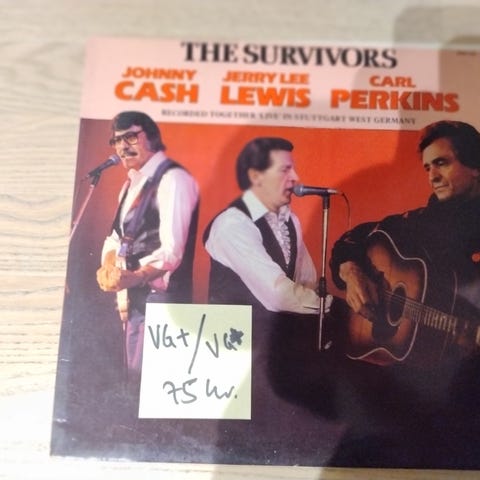 THE SURVIVORS
JOHNNY JERRY LEE CARL
CASH LEWIS PERKINS
RECORDED TOGETHER 'LIVE' IN STUTTGART WEST GERMANY
VG+/VG+
75 kr.